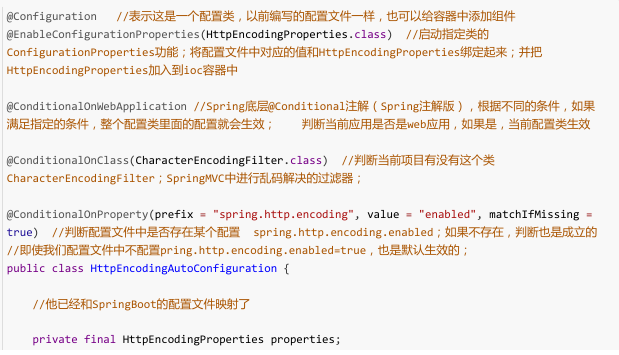 @Configuration   //表示这是一个配置类，以前编写的配置文件一样，也可以给容器中添加组件
@EnableConfigurationProperties(HttpEncodingProperties.class)  //启动指定类的
ConfigurationProperties功能；将配置文件中对应的值和HttpEncodingProperties绑定起来；并把
HttpEncodingProperties加入到ioc容器中
@ConditionalOnWebApplication //Spring底层@Conditional注解（Spring注解版），根据不同的条件，如果
满足指定的条件，整个配置类里面的配置就会生效；    判断当前应用是否是web应用，如果是，当前配置类生效
@ConditionalOnClass(CharacterEncodingFilter.class)  //判断当前项目有没有这个类
CharacterEncodingFilter；SpringMVC中进行乱码解决的过滤器；
@ConditionalOnProperty(prefix = "spring.http.encoding", value = "enabled", matchIfMissing =
true)  //判断配置文件中是否存在某个配置  spring.http.encoding.enabled；如果不存在，判断也是成立的
//即使我们配置文件中不配置pring.http.encoding.enabled=true，也是默认生效的；
public class HttpEncodingAutoConfiguration {
//他已经和SpringBoot的配置文件映射了
private final HttpEncodingProperties properties;